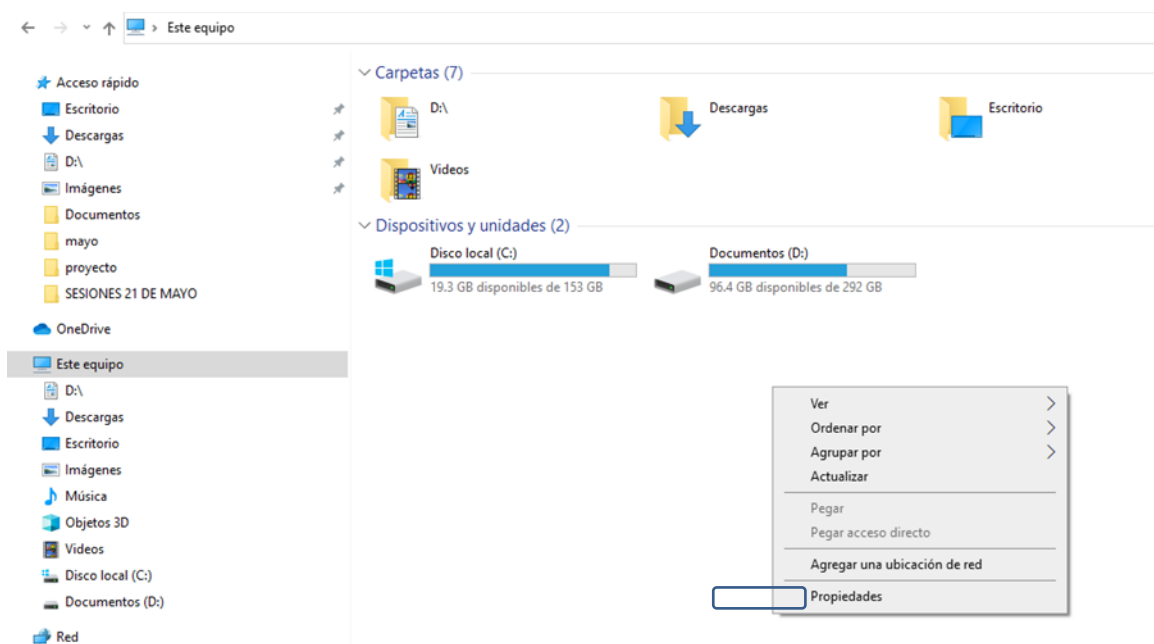 Este equipo
Acceso rápido
Escritorio
Descargas
D:\
Imágenes
Documentos
mayo
proyecto
SESIONES 21 DE MAYO
OneDrive
Este equipo
D:\
Descargas
Escritorio
Imágenes
Música
Objetos 3D
Videos
Disco local (C:)
Documentos (D:)
Red
Carpetas (7)
D:\
Descargas
Escritorio
Videos
Dispositivos y unidades (2)
Disco local (C:)
19.3 GB disponibles de 153 GB
Documentos (D:)
96.4 GB disponibles de 292 GB
Ver
Ordenar por
Agrupar por
Actualizar
Pegar
Pegar acceso directo
Agregar una ubicación de red
Propiedades